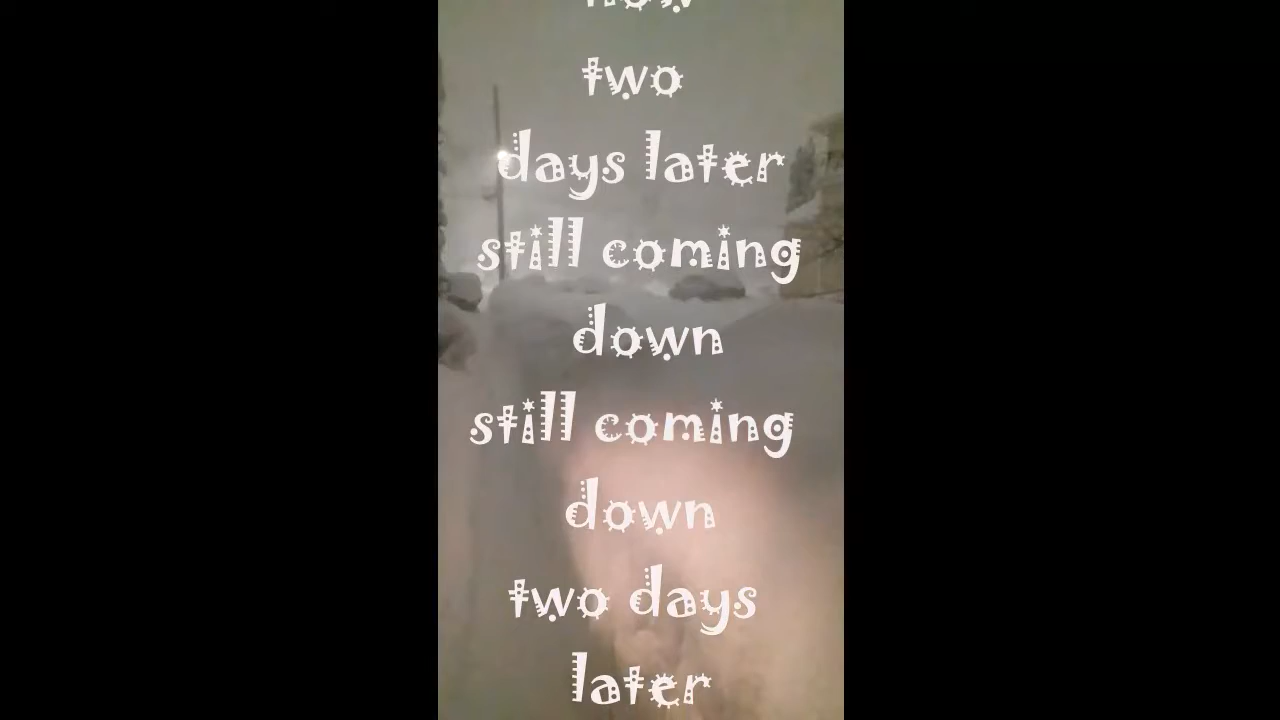 two
days later
still coming
down
still coming
down
two days
later